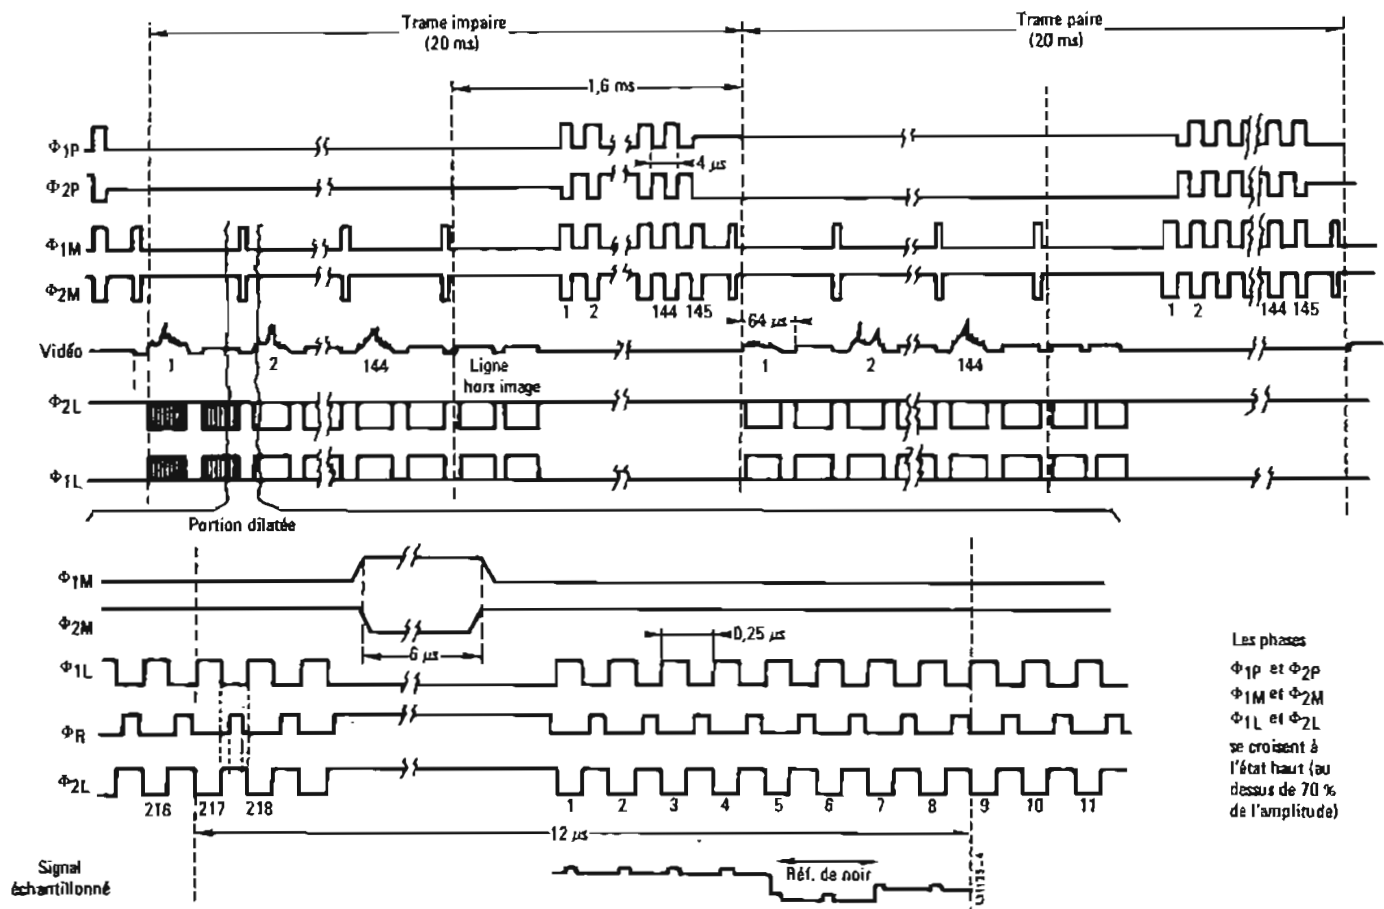 Trame impaire
(20 ms)
Trame paire
(20 ms)
1,6 ms
Φ1P
4 µs
Φ2P
Φ1M
Φ2M
1 2 144 145
1 2 144 145
64 µs
Vidéo
1 2 144
Ligne
hors image
1 2 144
Φ2L
Φ1L
Portion dilatée
Φ1M
Φ2M
0,25 µs
6 µs
Φ1L
ΦR
Φ2L
216 217 218
1 2 3 4 5 6 7 8 9 10 11
12 µs
Les phases
Φ1P et Φ2P
Φ1M et Φ2M
Φ1L et Φ2L
se croisent à
l'état haut (au
dessus de 70 %
de l'amplitude)
Signal
échantillonné
Réf. de noir